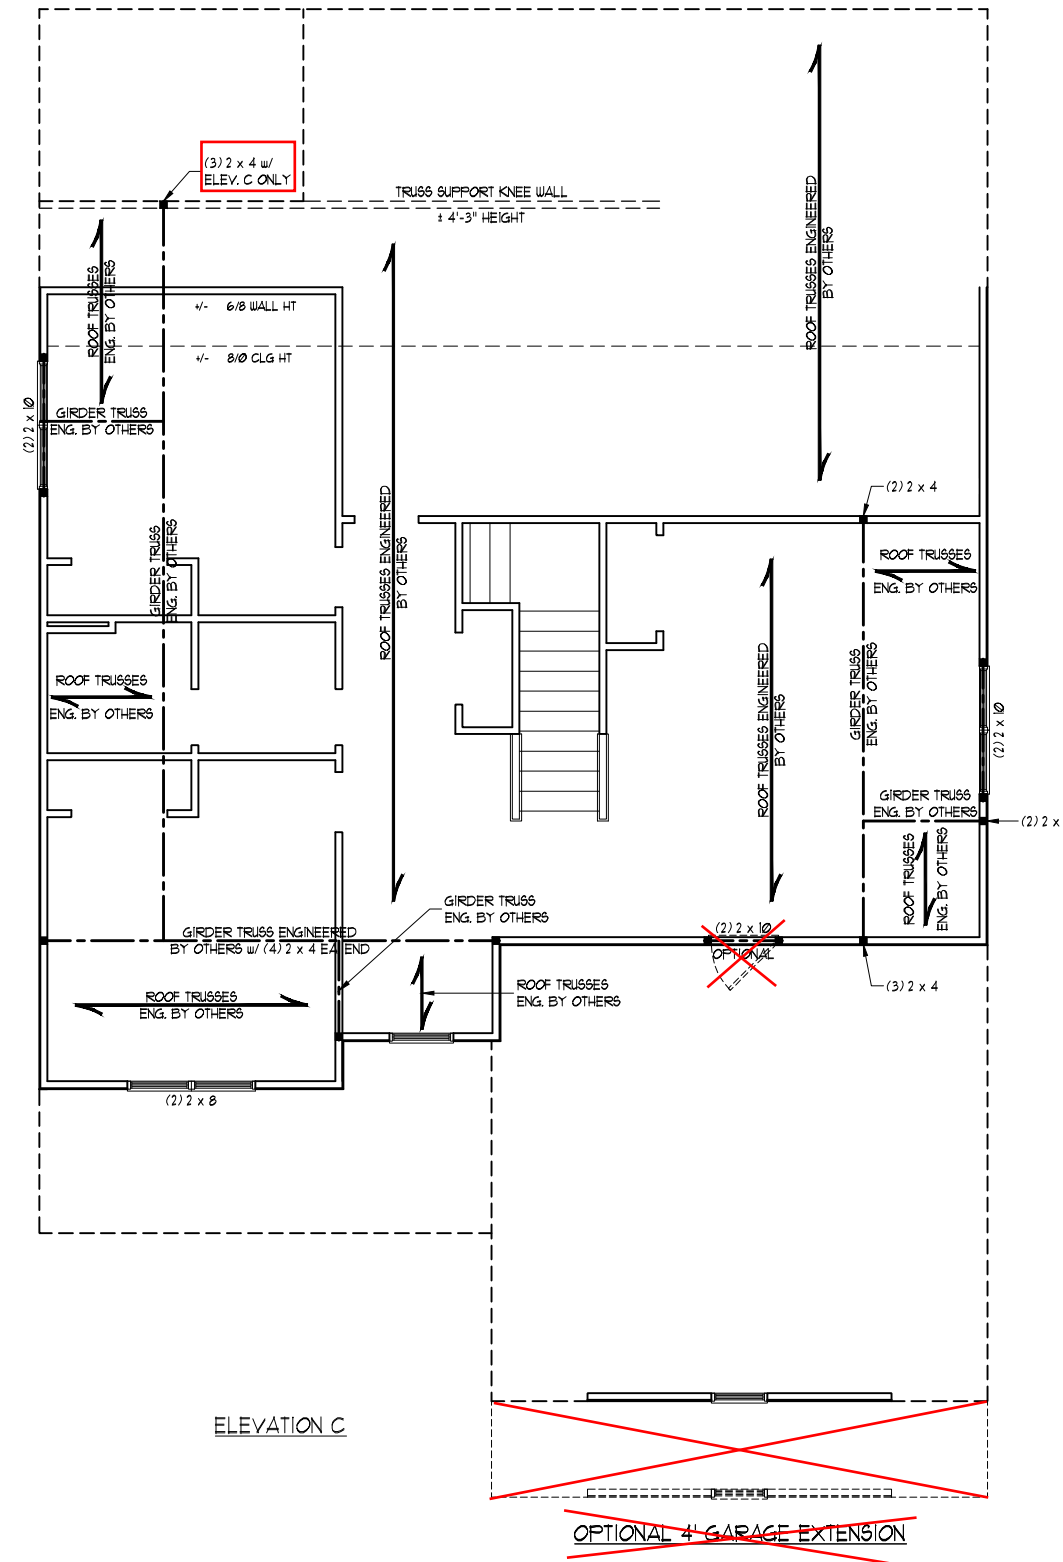 (3) 2 x 4 w/
ELEV. C ONLY
TRUSS SUPPORT KNEE WALL
± 4'-3" HEIGHT
ROOF TRUSSES ENGINEERED
BY OTHERS
ROOF TRUSSES
ENG. BY OTHERS
+/- 6/8 WALL HT
+/- 8/0 CLG HT
(2) 2 x 10
GIRDER TRUSS
ENG. BY OTHERS
ROOF TRUSSES ENGINEERED
BY OTHERS
(2) 2 x 4
GIRDER TRUSS
ENG. BY OTHERS
ROOF TRUSSES
ENG. BY OTHERS
ROOF TRUSSES
ENG. BY OTHERS
ROOF TRUSSES ENGINEERED
BY OTHERS
GIRDER TRUSS
ENG. BY OTHERS
(2) 2 x 10
GIRDER TRUSS
ENG. BY OTHERS
(2) 2 x
ROOF TRUSSES
ENG. BY OTHERS
GIRDER TRUSS
ENG. BY OTHERS
GIRDER TRUSS ENGINEERED
BY OTHERS w/ (4) 2 x 4 EA END
(2) 2 x 10
OPTIONAL
(3) 2 x 4
ROOF TRUSSES
ENG. BY OTHERS
ROOF TRUSSES
ENG. BY OTHERS
(2) 2 x 8
ELEVATION C
OPTIONAL 4' GARAGE EXTENSION